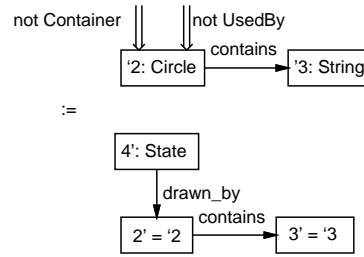 not Container not UsedBy
contains
‘2: Circle ’3: String
:=
4’: State
drawn_by
contains
2’ = ‘2 3’ = ‘3